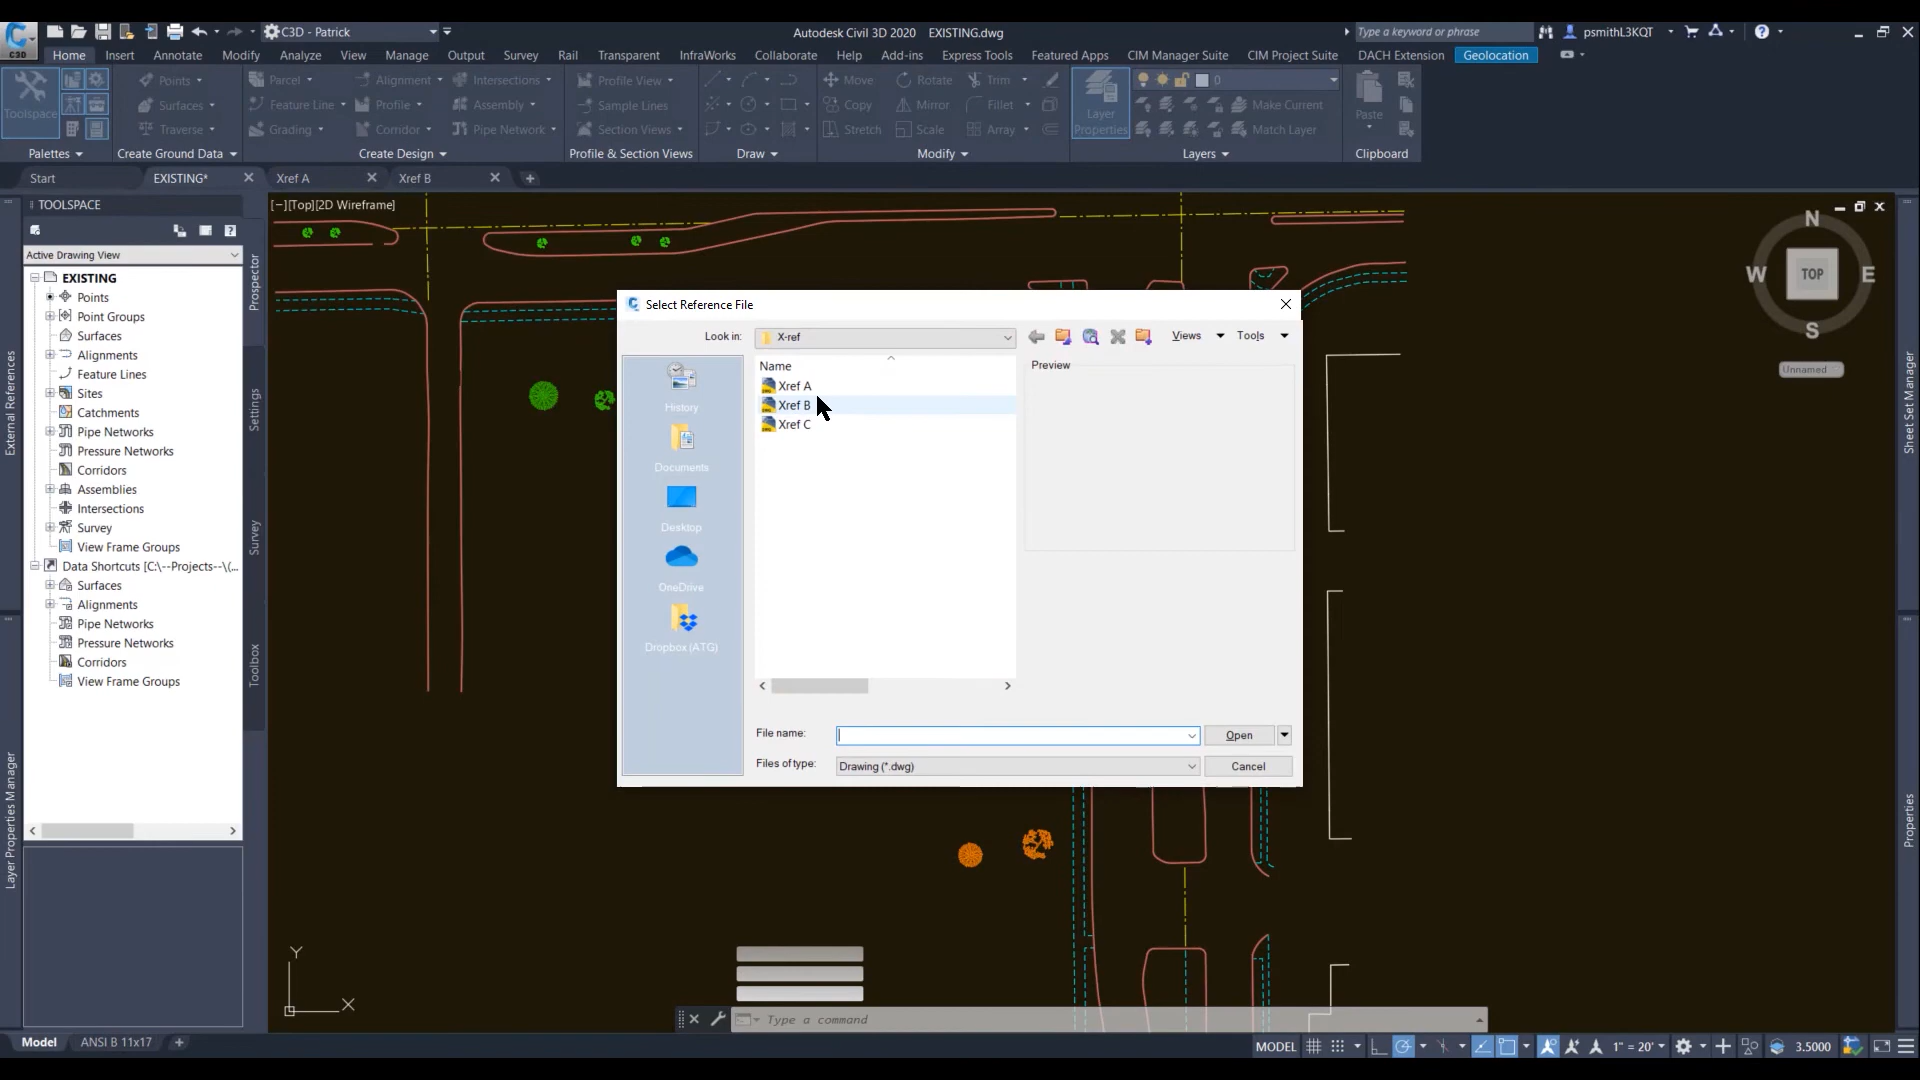 C3D - Patrick
Autodesk Civil 3D 2020 EXISTING.dwg
Type a keyword or phrase
psmithL3KQT
C3D
Home Insert Annotate Modify Analyze View Manage Output Survey Rail Transparent InfraWorks Collaborate Help Add-ins Express Tools Featured Apps CIM Manager Suite CIM Project Suite DACH Extension Geolocation
Points Parcel Alignment Intersections Profile View Move Rotate Trim 0
Toolspace Surfaces Feature Line Profile Assembly Sample Lines Copy Mirror Fillet Layer Properties Make Current Paste
Traverse Grading Corridor Pipe Network Section Views Stretch Scale Array Match Layer
Palettes Create Ground Data Create Design Profile & Section Views Draw Modify Layers Clipboard
Start EXISTING* Xref A Xref B
TOOLSPACE
[−][Top][2D Wireframe]
Active Drawing View
EXISTING
Points
Point Groups
Surfaces
Alignments
Feature Lines
Sites
Catchments
Pipe Networks
Pressure Networks
Corridors
Assemblies
Intersections
Survey
View Frame Groups
Data Shortcuts [C:\--Projects--\(...
Surfaces
Alignments
Pipe Networks
Pressure Networks
Corridors
View Frame Groups
Prospector
Settings
Survey
Toolbox
External References
Layer Properties Manager
Select Reference File
Look in: X-ref
Views Tools
Name
Xref A
Xref B
Xref C
Preview
History
Documents
Desktop
OneDrive
Dropbox (ATG)
File name:
Open
Files of type: Drawing (*.dwg)
Cancel
N
W TOP E
S
Unnamed
Sheet Set Manager
Properties
Y
X
Type a command
Model ANSI B 11x17
MODEL 1" = 20' 3.5000